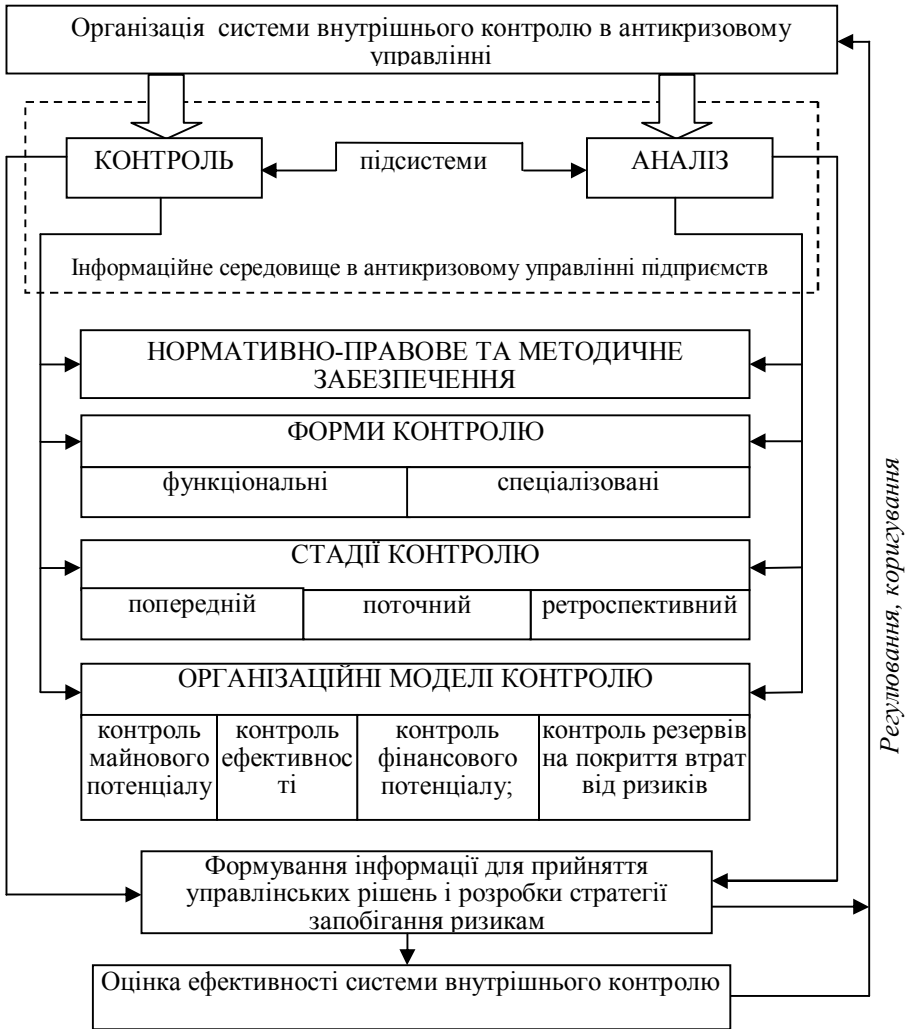 Організація системи внутрішнього контролю в антикризовому
управлінні
КОНТРОЛЬ
підсистеми
АНАЛІЗ
Інформаційне середовище в антикризовому управлінні підприємств
НОРМАТИВНО-ПРАВОВЕ ТА МЕТОДИЧНЕ
ЗАБЕЗПЕЧЕННЯ
ФОРМИ КОНТРОЛЮ
функціональні
спеціалізовані
СТАДІЇ КОНТРОЛЮ
попередній
поточний
ретроспективний
ОРГАНІЗАЦІЙНІ МОДЕЛІ КОНТРОЛЮ
контроль
майнового
потенціалу
контроль
ефективнос
ті
контроль
фінансового
потенціалу;
контроль резервів
на покриття втрат
від ризиків
Формування інформації для прийняття
управлінських рішень і розробки стратегії
запобігання ризикам
Оцінка ефективності системи внутрішнього контролю
Регулювання, коригування